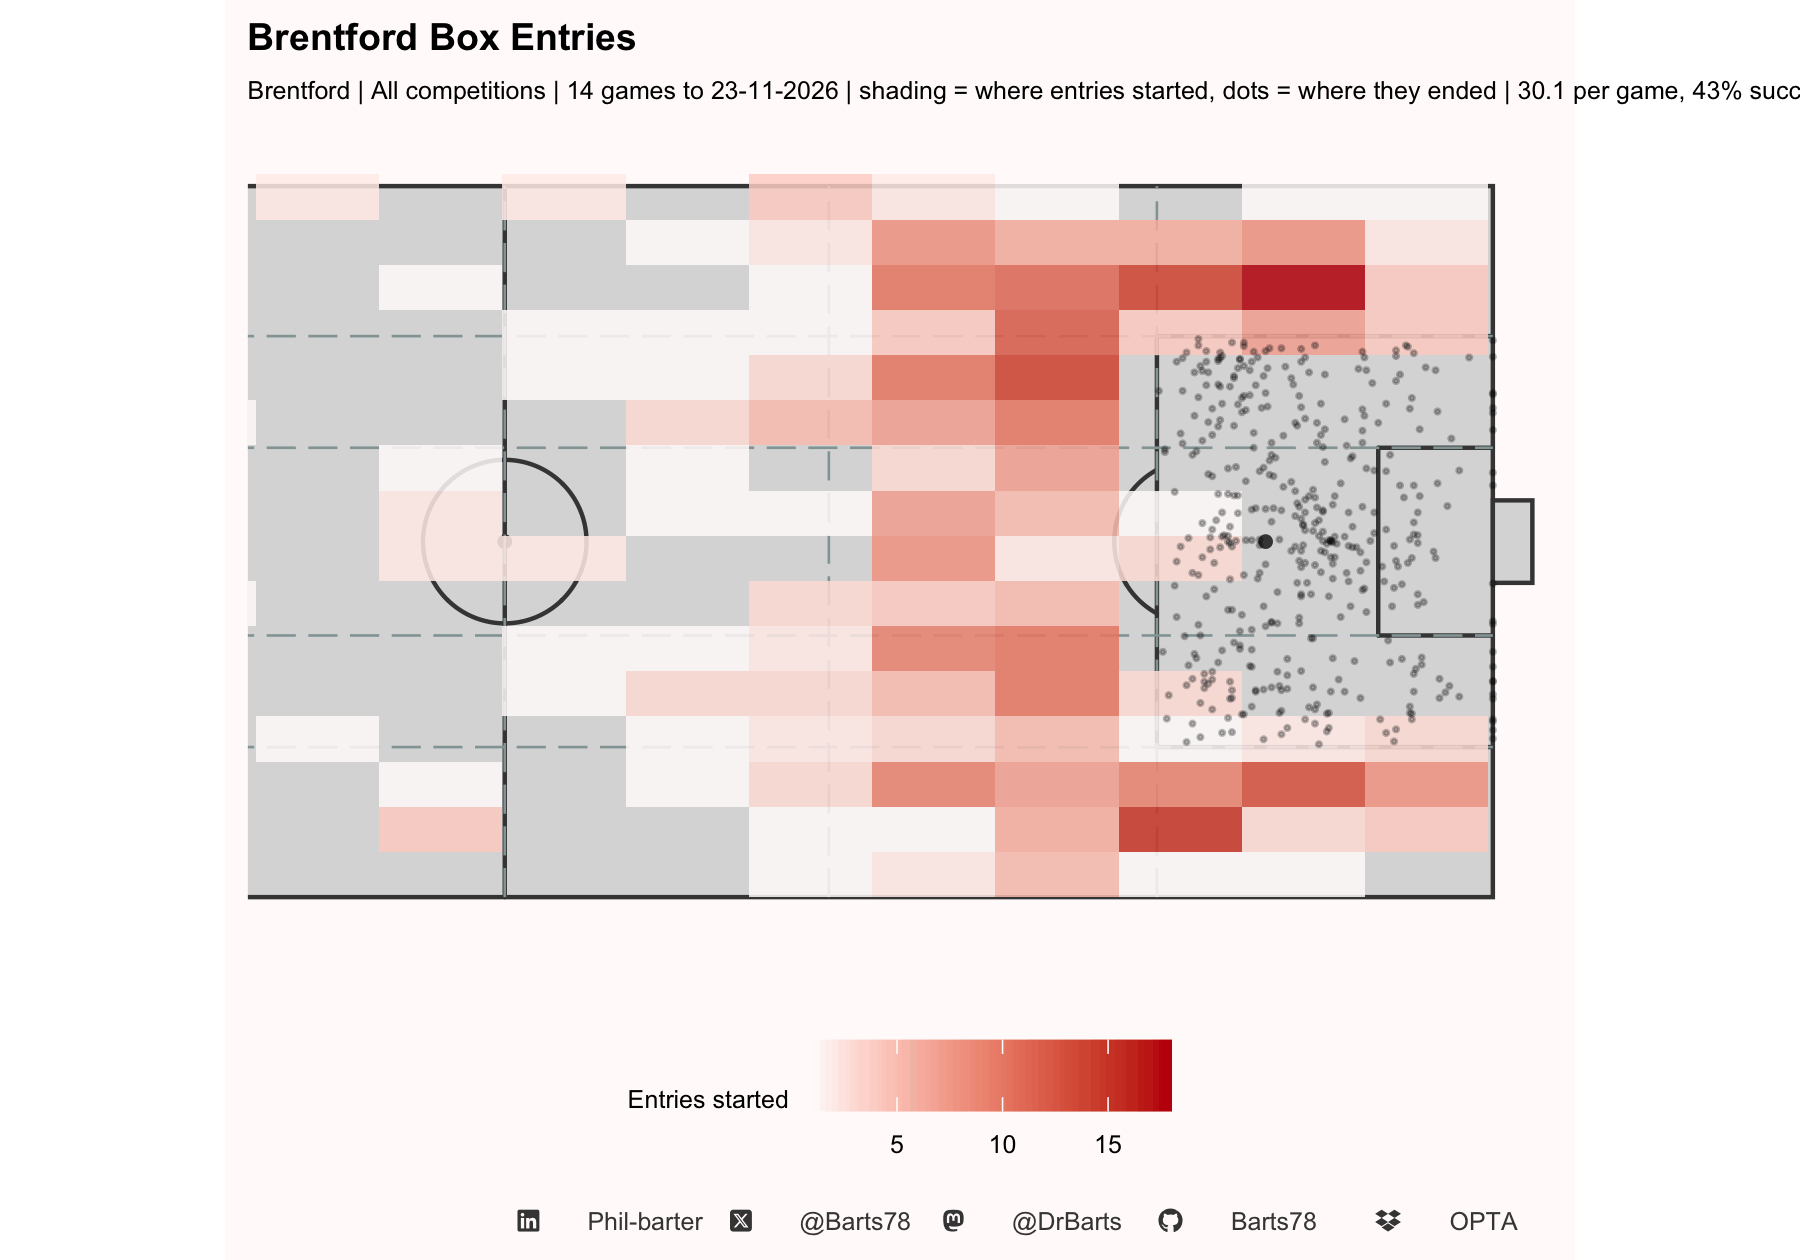 Brentford Box Entries
Brentford | All competitions | 14 games to 23-11-2026 | shading = where entries started, dots = where they ended | 30.1 per game, 43% succ
Entries started
5 10 15
Phil-barter @Barts78 @DrBarts Barts78 OPTA